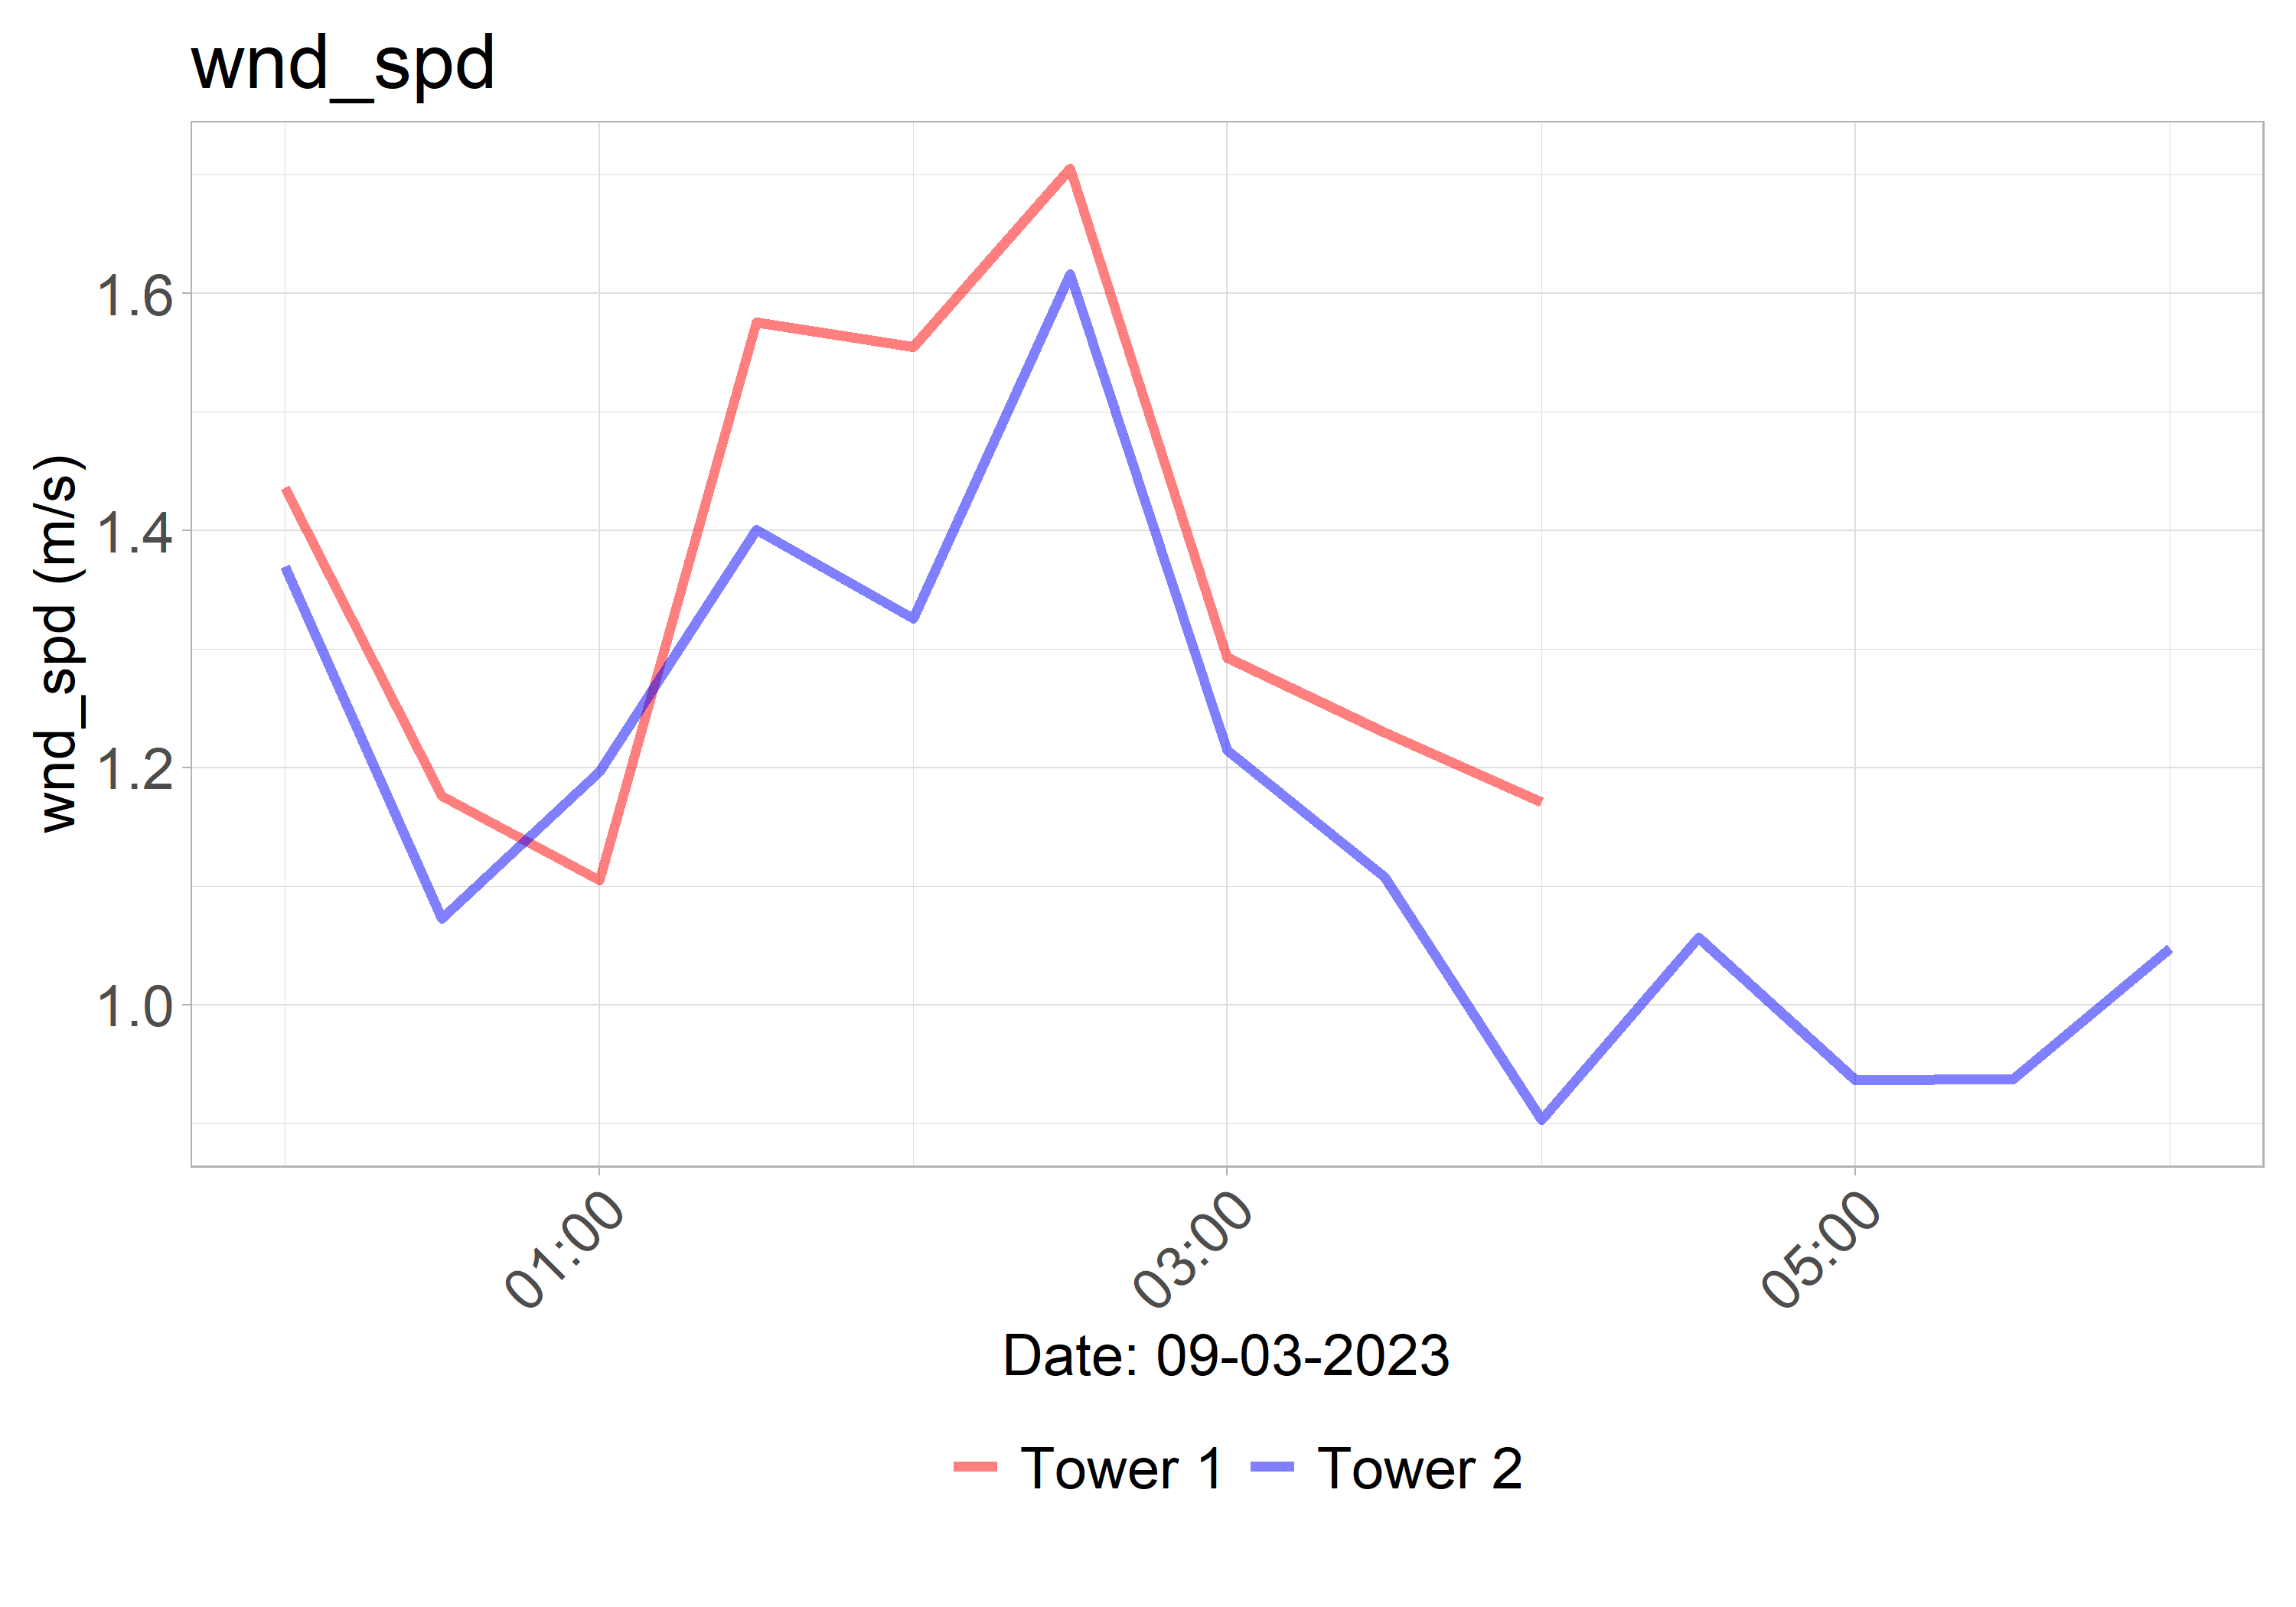 wnd_spd
wnd_spd (m/s)
1.6
1.4
1.2
1.0
01:00
03:00
05:00
Date: 09-03-2023
Tower 1
Tower 2